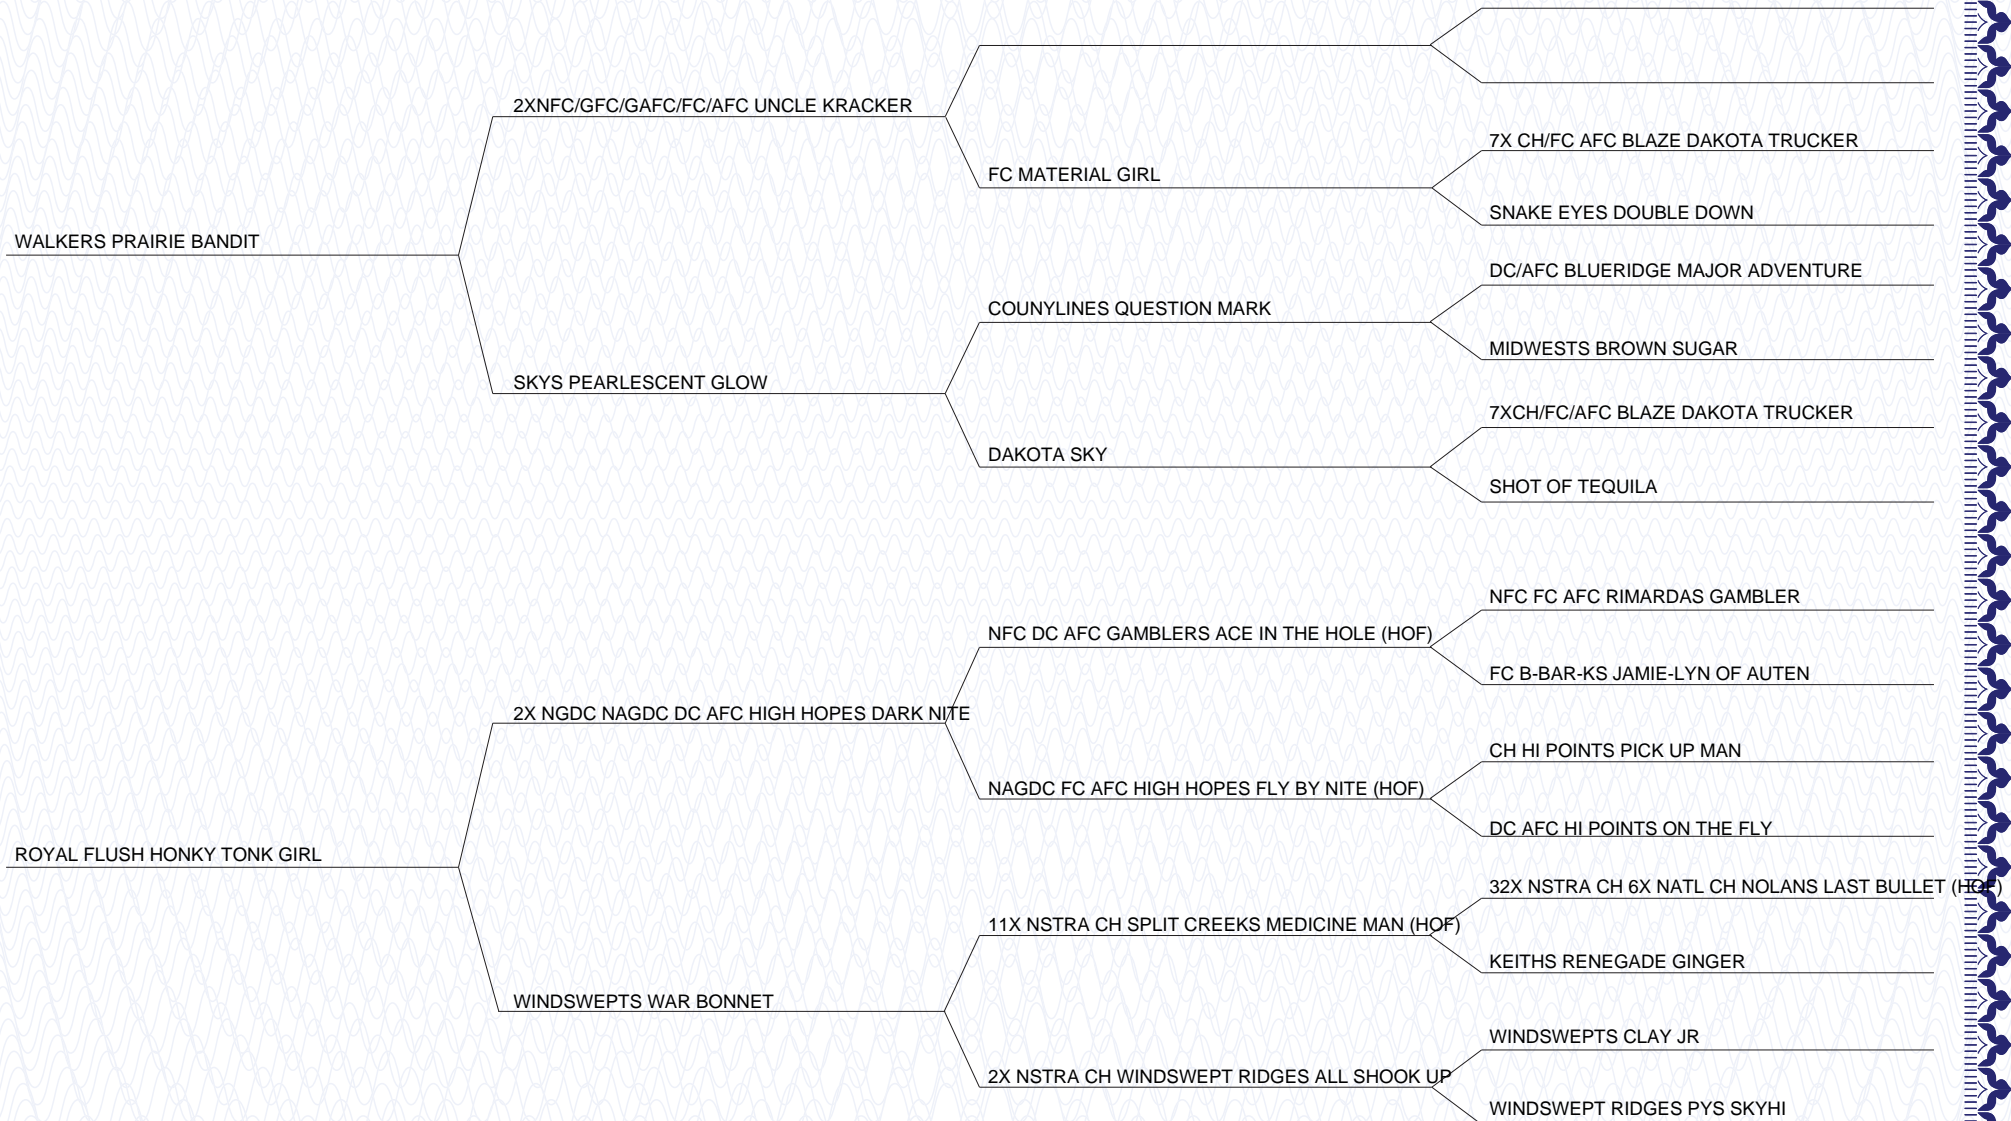 2XNFC/GFC/GAFC/FC/AFC UNCLE KRACKER
7X CH/FC AFC BLAZE DAKOTA TRUCKER
FC MATERIAL GIRL
SNAKE EYES DOUBLE DOWN
WALKERS PRAIRIE BANDIT
DC/AFC BLUERIDGE MAJOR ADVENTURE
COUNYLINES QUESTION MARK
MIDWESTS BROWN SUGAR
SKYS PEARLESCENT GLOW
7XCH/FC/AFC BLAZE DAKOTA TRUCKER
DAKOTA SKY
SHOT OF TEQUILA
NFC FC AFC RIMARDAS GAMBLER
NFC DC AFC GAMBLERS ACE IN THE HOLE (HOF)
FC B-BAR-KS JAMIE-LYN OF AUTEN
2X NGDC NAGDC DC AFC HIGH HOPES DARK NITE
CH HI POINTS PICK UP MAN
NAGDC FC AFC HIGH HOPES FLY BY NITE (HOF)
DC AFC HI POINTS ON THE FLY
ROYAL FLUSH HONKY TONK GIRL
32X NSTRA CH 6X NATL CH NOLANS LAST BULLET (HOF)
11X NSTRA CH SPLIT CREEKS MEDICINE MAN (HOF)
KEITHS RENEGADE GINGER
WINDSWEPTS WAR BONNET
WINDSWEPTS CLAY JR
2X NSTRA CH WINDSWEPT RIDGES ALL SHOOK UP
WINDSWEPT RIDGES PYS SKYHI